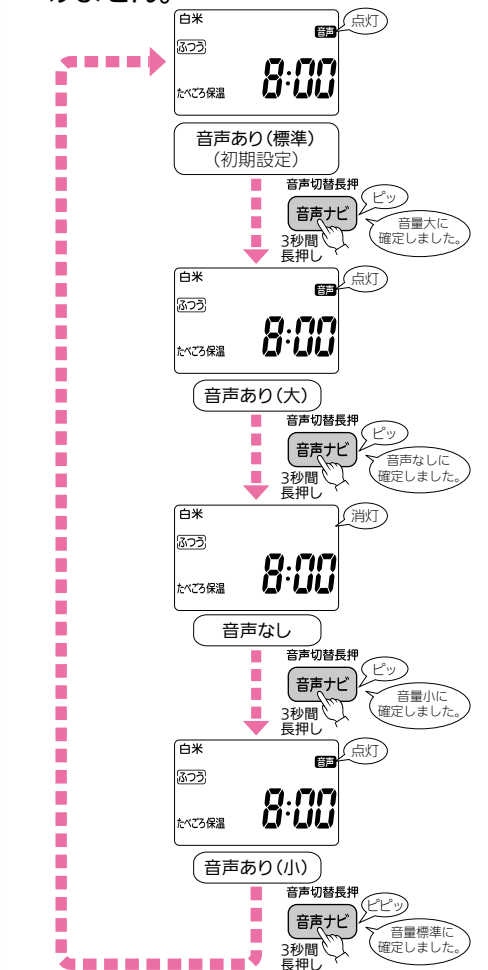 りません。
白米
音声
点灯
ふつう
8:00
たべごろ保温
音声あり(標準)
(初期設定)
音声切替長押
音声ナビ
ピッ
音量大に
確定しました。
3秒間
長押し
白米
音声
点灯
ふつう
8:00
たべごろ保温
音声あり(大)
音声切替長押
音声ナビ
ピッ
音声なしに
確定しました。
3秒間
長押し
白米
消灯
ふつう
8:00
たべごろ保温
音声なし
音声切替長押
音声ナビ
ピッ
音量小に
確定しました。
3秒間
長押し
白米
音声
点灯
ふつう
8:00
たべごろ保温
音声あり(小)
音声切替長押
音声ナビ
ピピッ
音量標準に
確定しました。
3秒間
長押し